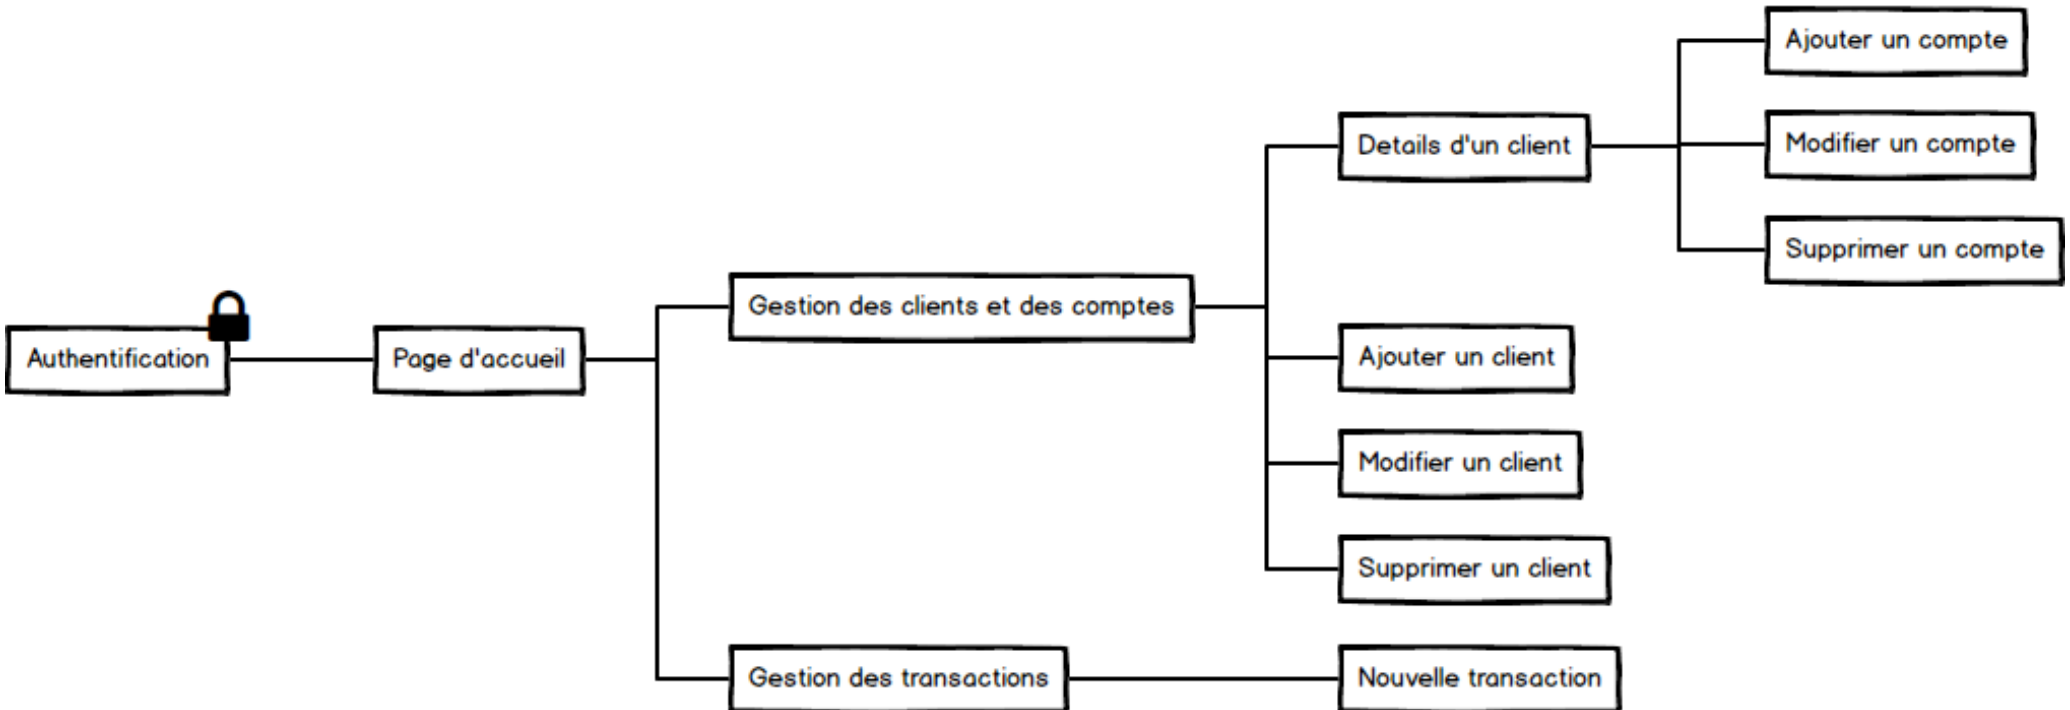 Ajouter un compte
Details d'un client
Modifier un compte
Supprimer un compte
Gestion des clients et des comptes
Authentification
Page d'accueil
Ajouter un client
Modifier un client
Supprimer un client
Gestion des transactions
Nouvelle transaction